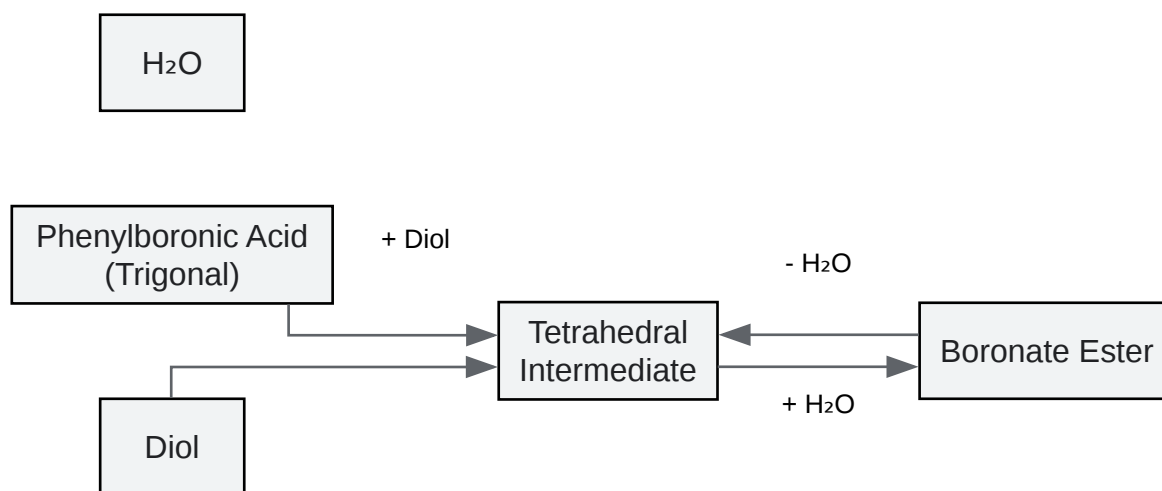 H₂O
Phenylboronic Acid
(Trigonal)
+ Diol
- H₂O
Tetrahedral
Intermediate
Boronate Ester
+ H₂O
Diol